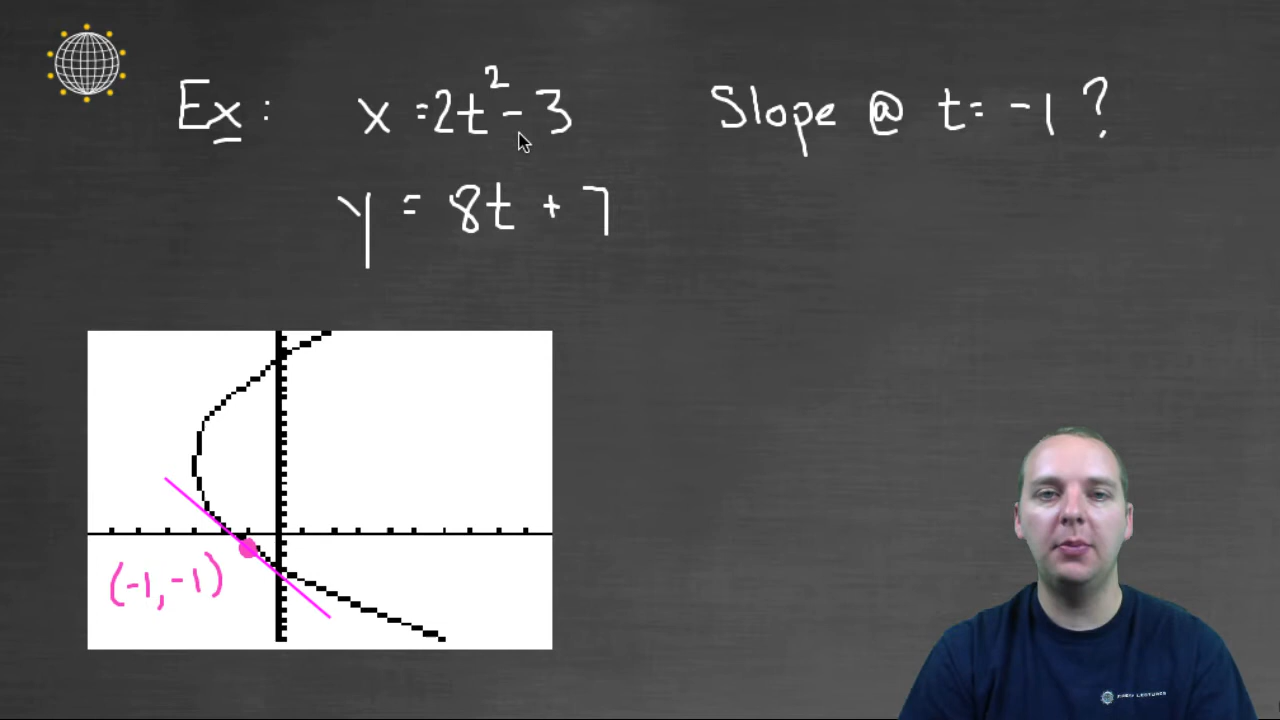 Ex: x = 2t² - 3 Slope @ t = -1 ?
y = 8t + 7
(-1, -1)